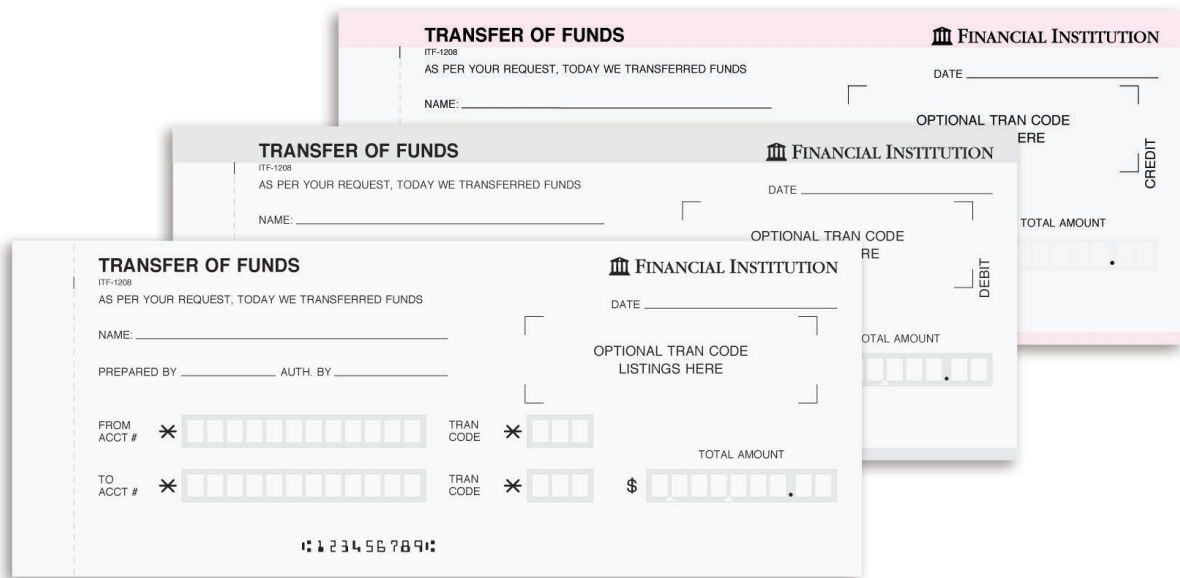 TRANSFER OF FUNDS
FINANCIAL INSTITUTION
ITF-1208
AS PER YOUR REQUEST, TODAY WE TRANSFERRED FUNDS
DATE
NAME:
OPTIONAL TRAN CODE
ERE
CREDIT
TOTAL AMOUNT
.
TRANSFER OF FUNDS
FINANCIAL INSTITUTION
ITF-1208
AS PER YOUR REQUEST, TODAY WE TRANSFERRED FUNDS
DATE
NAME:
OPTIONAL TRAN CODE
RE
DEBIT
OTAL AMOUNT
.
TRANSFER OF FUNDS
FINANCIAL INSTITUTION
ITF-1208
AS PER YOUR REQUEST, TODAY WE TRANSFERRED FUNDS
DATE
NAME:
OPTIONAL TRAN CODE
LISTINGS HERE
PREPARED BY AUTH. BY
FROM
ACCT #
TRAN
CODE
TOTAL AMOUNT
TO
ACCT #
TRAN
CODE
$ .
⑆123456789⑆